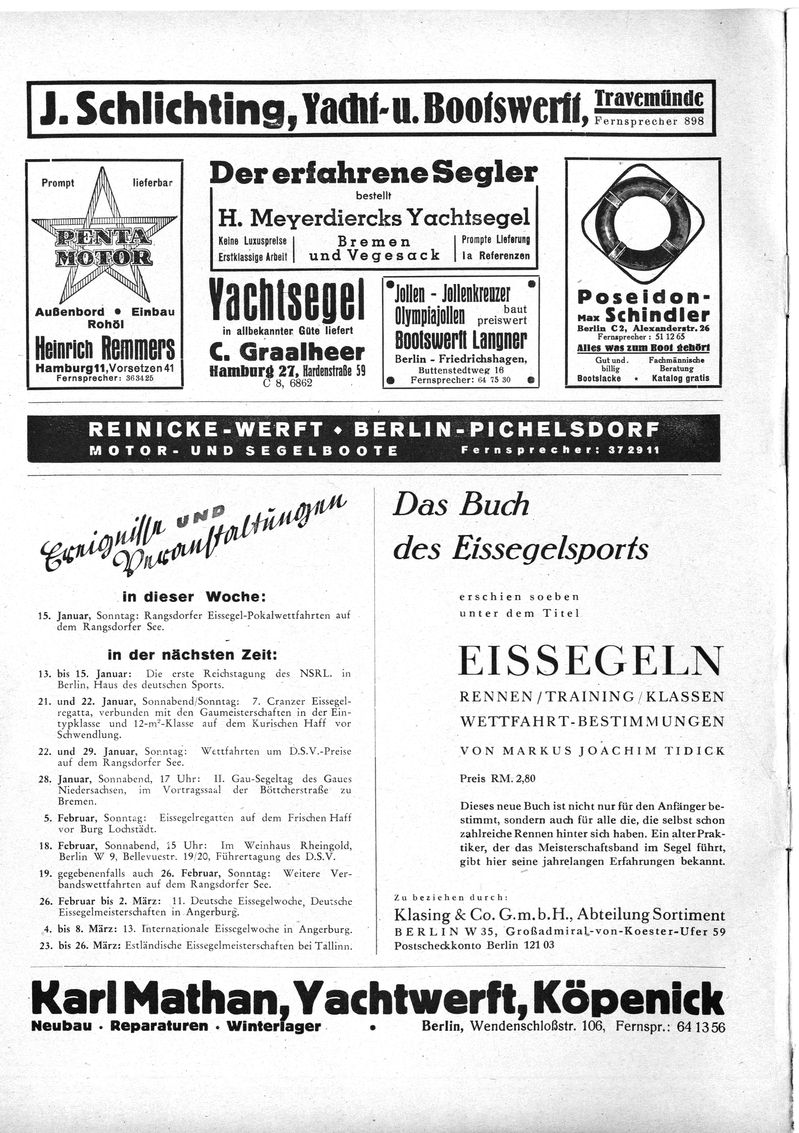 J. Schlichting, Yacht- u. Bootswerft, Travemünde
Fernsprecher 898
Prompt lieferbar
PENTA
MOTOR
Außenbord • Einbau
Rohöl
Heinrich Remmers
Hamburg 11, Vorsetzen 41
Fernsprecher: 363425
Der erfahrene Segler
bestellt
H. Meyerdiercks Yachtsegel
Keine Luxuspreise
Erstklassige Arbeit
Bremen
und Vegesack
Prompte Lieferung
1a Referenzen
Yachtsegel
in allbekannter Güte liefert
C. Graalheer
Hamburg 27, Hardenstraße 59
C 8, 6862
Jollen - Jollenkreuzer
Olympiajollen baut preiswert
Bootswerft Langner
Berlin - Friedrichshagen,
Buttenstedtweg 16
Fernsprecher: 64 75 30
Poseidon-
Max Schindler
Berlin C 2, Alexanderstr. 26
Fernsprecher: 51 12 65
Alles was zum Boot gehört
Gut und billig
Bootslacke
Fachmännische Beratung
• Katalog gratis
REINICKE-WERFT • BERLIN-PICHELSDORF
MOTOR- UND SEGELBOOTE Fernsprecher: 372911
Ereignisse UND
Veranstaltungen
in dieser Woche:
15. Januar, Sonntag: Rangsdorfer Eissegel-Pokalwettfahrten auf
dem Rangsdorfer See.
in der nächsten Zeit:
13. bis 15. Januar: Die erste Reichstagung des NSRL. in
Berlin, Haus des deutschen Sports.
21. und 22. Januar, Sonnabend/Sonntag: 7. Cranzer Eissegel-
regatta, verbunden mit den Gaumeisterschaften in der Ein-
typklasse und 12-m²-Klasse auf dem Kurischen Haff vor
Schwendlung.
22. und 29. Januar, Sonntag: Wettfahrten um D.S.V.-Preise
auf dem Rangsdorfer See.
28. Januar, Sonnabend, 17 Uhr: II. Gau-Segeltag des Gaues
Niedersachsen, im Vortragssaal der Böttcherstraße zu
Bremen.
5. Februar, Sonntag: Eissegelregatten auf dem Frischen Haff
vor Burg Lochstädt.
18. Februar, Sonnabend, 15 Uhr: Im Weinhaus Rheingold,
Berlin W 9, Bellevuestr. 19/20, Führertagung des D.S.V.
19. gegebenenfalls auch 26. Februar, Sonntag: Weitere Ver-
bandswettfahrten auf dem Rangsdorfer See.
26. Februar bis 2. März: 11. Deutsche Eissegelwoche, Deutsche
Eissegelmeisterschaften in Angerburg.
4. bis 8. März: 13. Internationale Eissegelwoche in Angerburg.
23. bis 26. März: Estländische Eissegelmeisterschaften bei Tallinn.
Das Buch
des Eissegelsports
erschien soeben
unter dem Titel
EISSEGELN
RENNEN/TRAINING/KLASSEN
WETTFAHRT-BESTIMMUNGEN
VON MARKUS JOACHIM TIDICK
Preis RM. 2,80
Dieses neue Buch ist nicht nur für den Anfänger be-
stimmt, sondern auch für alle die, die selbst schon
zahlreiche Rennen hinter sich haben. Ein alter Prak-
tiker, der das Meisterschaftsband im Segel führt,
gibt hier seine jahrelangen Erfahrungen bekannt.
Zu beziehen durch:
Klasing & Co. G.m.b.H., Abteilung Sortiment
BERLIN W 35, Großadmiral-von-Koester-Ufer 59
Postscheckkonto Berlin 121 03
Karl Mathan, Yachtwerft, Köpenick
Neubau • Reparaturen • Winterlager • Berlin, Wendenschloßstr. 106, Fernspr.: 64 13 56